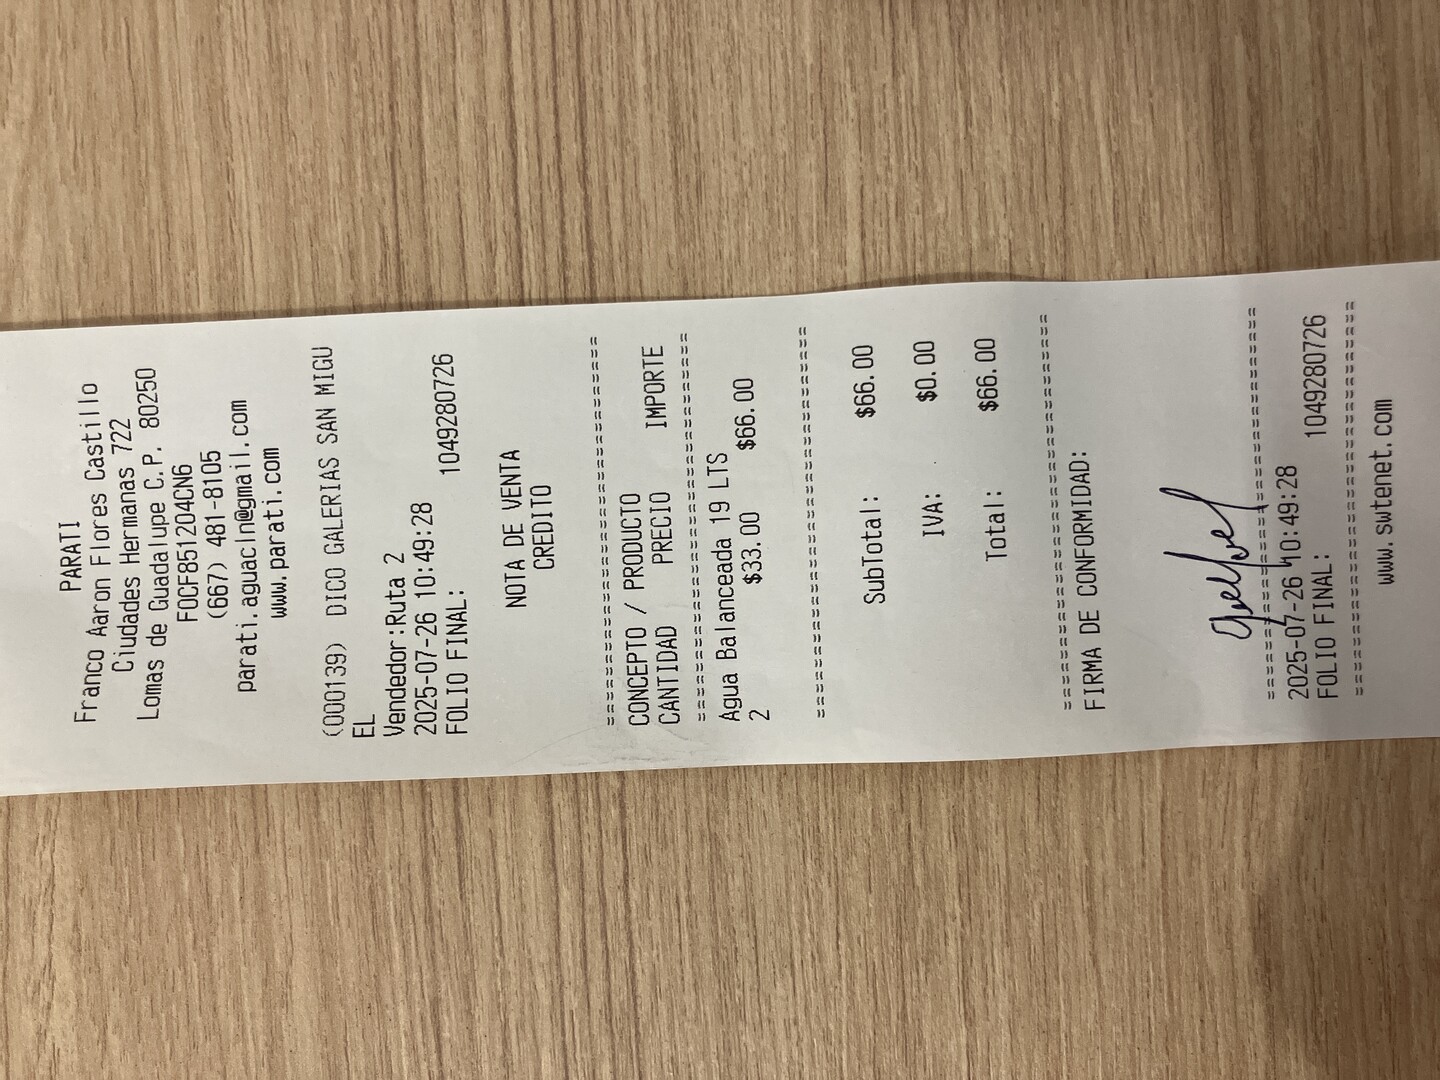 PARATI
Franco Aaron Flores Castillo
Ciudades Hermanas 722
Lomas de Guadalupe C.P. 80250
FOCF851204CN6
(667) 481-8105
parati.aguacln@gmail.com
www.parati.com
(000139) DICO GALERIAS SAN MIGU
EL
Vendedor:Ruta 2
2025-07-26 10:49:28
FOLIO FINAL: 1049280726
NOTA DE VENTA
CREDITO
==============================
CONCEPTO / PRODUCTO
CANTIDAD PRECIO IMPORTE
==============================
Agua Balanceada 19 LTS
2 $33.00 $66.00
==============================
SubTotal: $66.00
IVA: $0.00
Total: $66.00
==============================
FIRMA DE CONFORMIDAD:
==============================
2025-07-26 10:49:28
FOLIO FINAL: 1049280726
==============================
www.swtenet.com